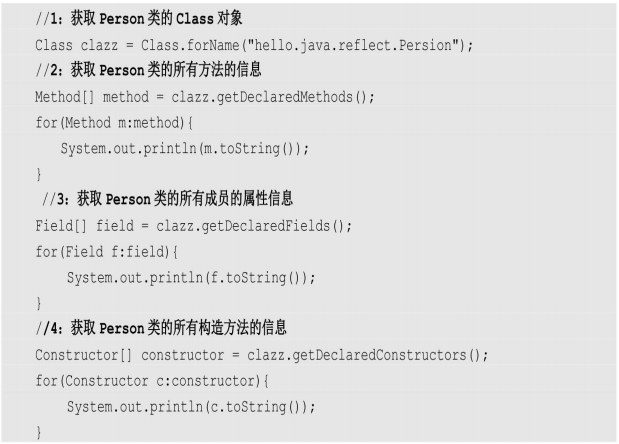 //1：获取 Person 类的 Class 对象
Class clazz = Class.forName("hello.java.reflect.Persion");
//2：获取 Person 类的所有方法的信息
Method[] method = clazz.getDeclaredMethods();
for(Method m:method){
System.out.println(m.toString());
}
//3：获取 Person 类的所有成员的属性信息
Field[] field = clazz.getDeclaredFields();
for(Field f:field){
System.out.println(f.toString());
}
//4：获取 Person 类的所有构造方法的信息
Constructor[] constructor = clazz.getDeclaredConstructors();
for(Constructor c:constructor){
System.out.println(c.toString());
}